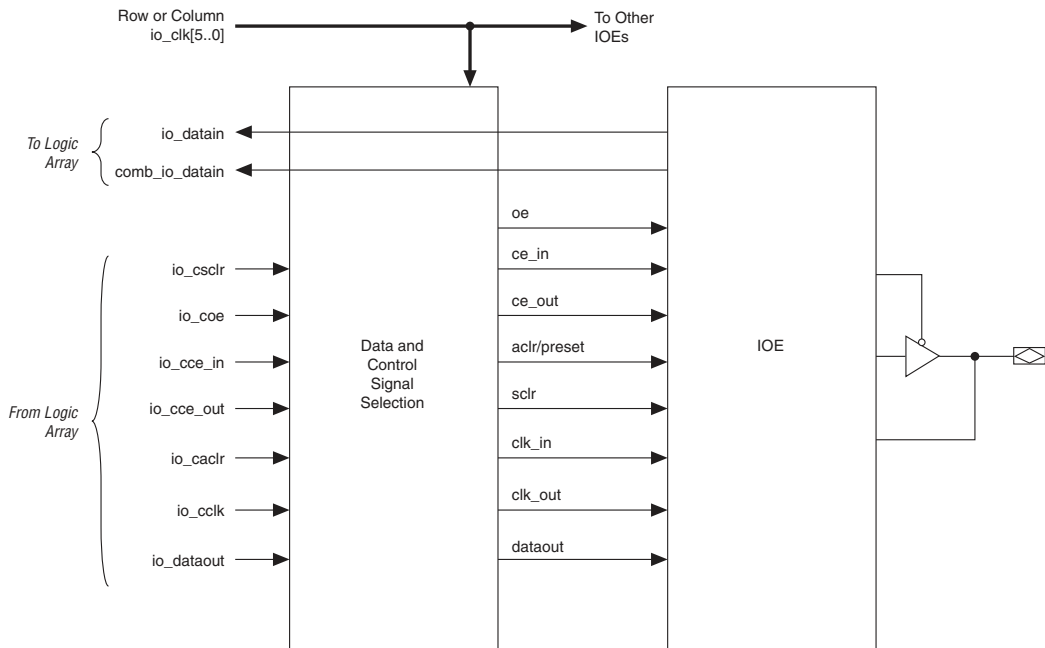 Row or Column
io_clk[5..0]
To Other
IOEs
To Logic
Array
io_datain
comb_io_datain
oe
ce_in
ce_out
aclr/preset
sclr
clk_in
clk_out
dataout
From Logic
Array
io_csclr
io_coe
io_cce_in
io_cce_out
io_caclr
io_cclk
io_dataout
Data and
Control
Signal
Selection
IOE